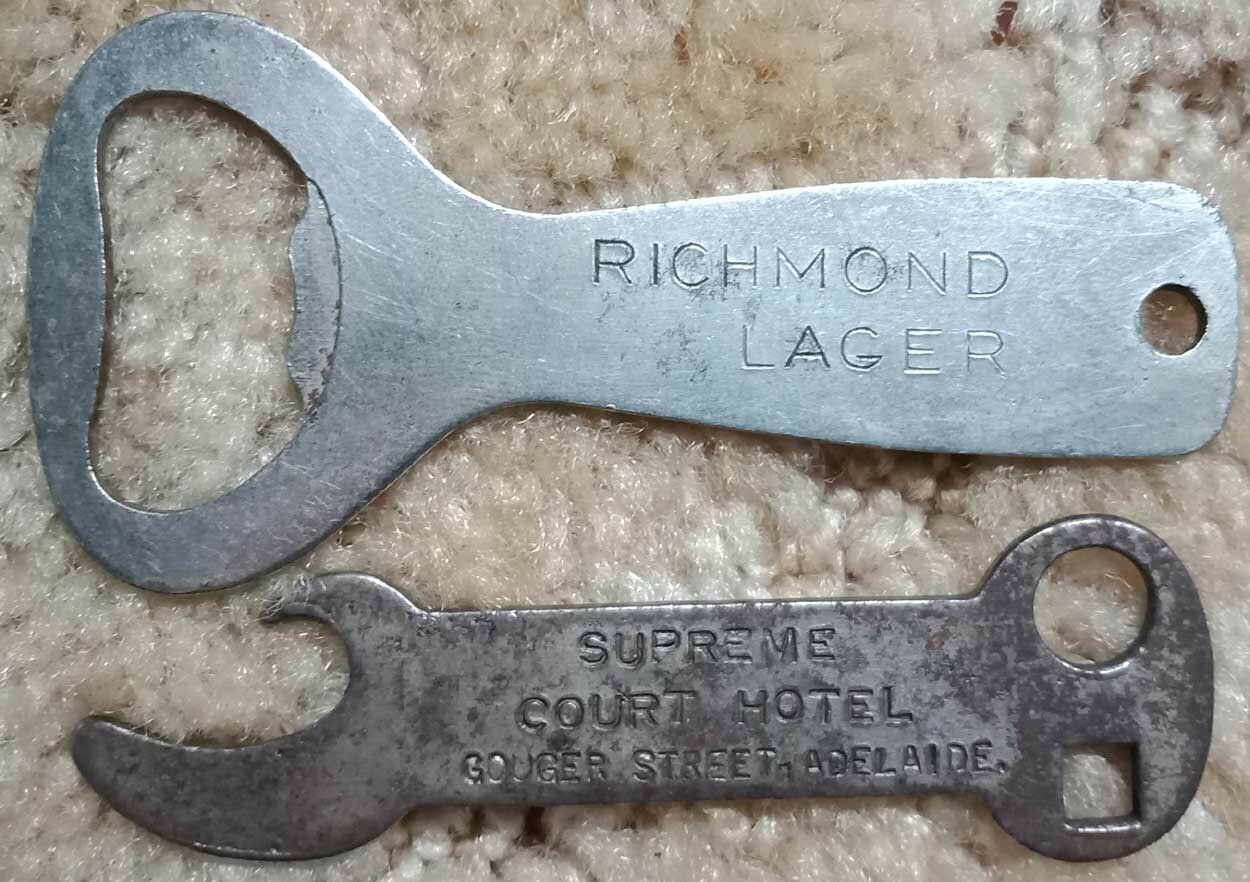 RICHMOND
LAGER
SUPREME
COURT HOTEL
GOUGER STREET, ADELAIDE.